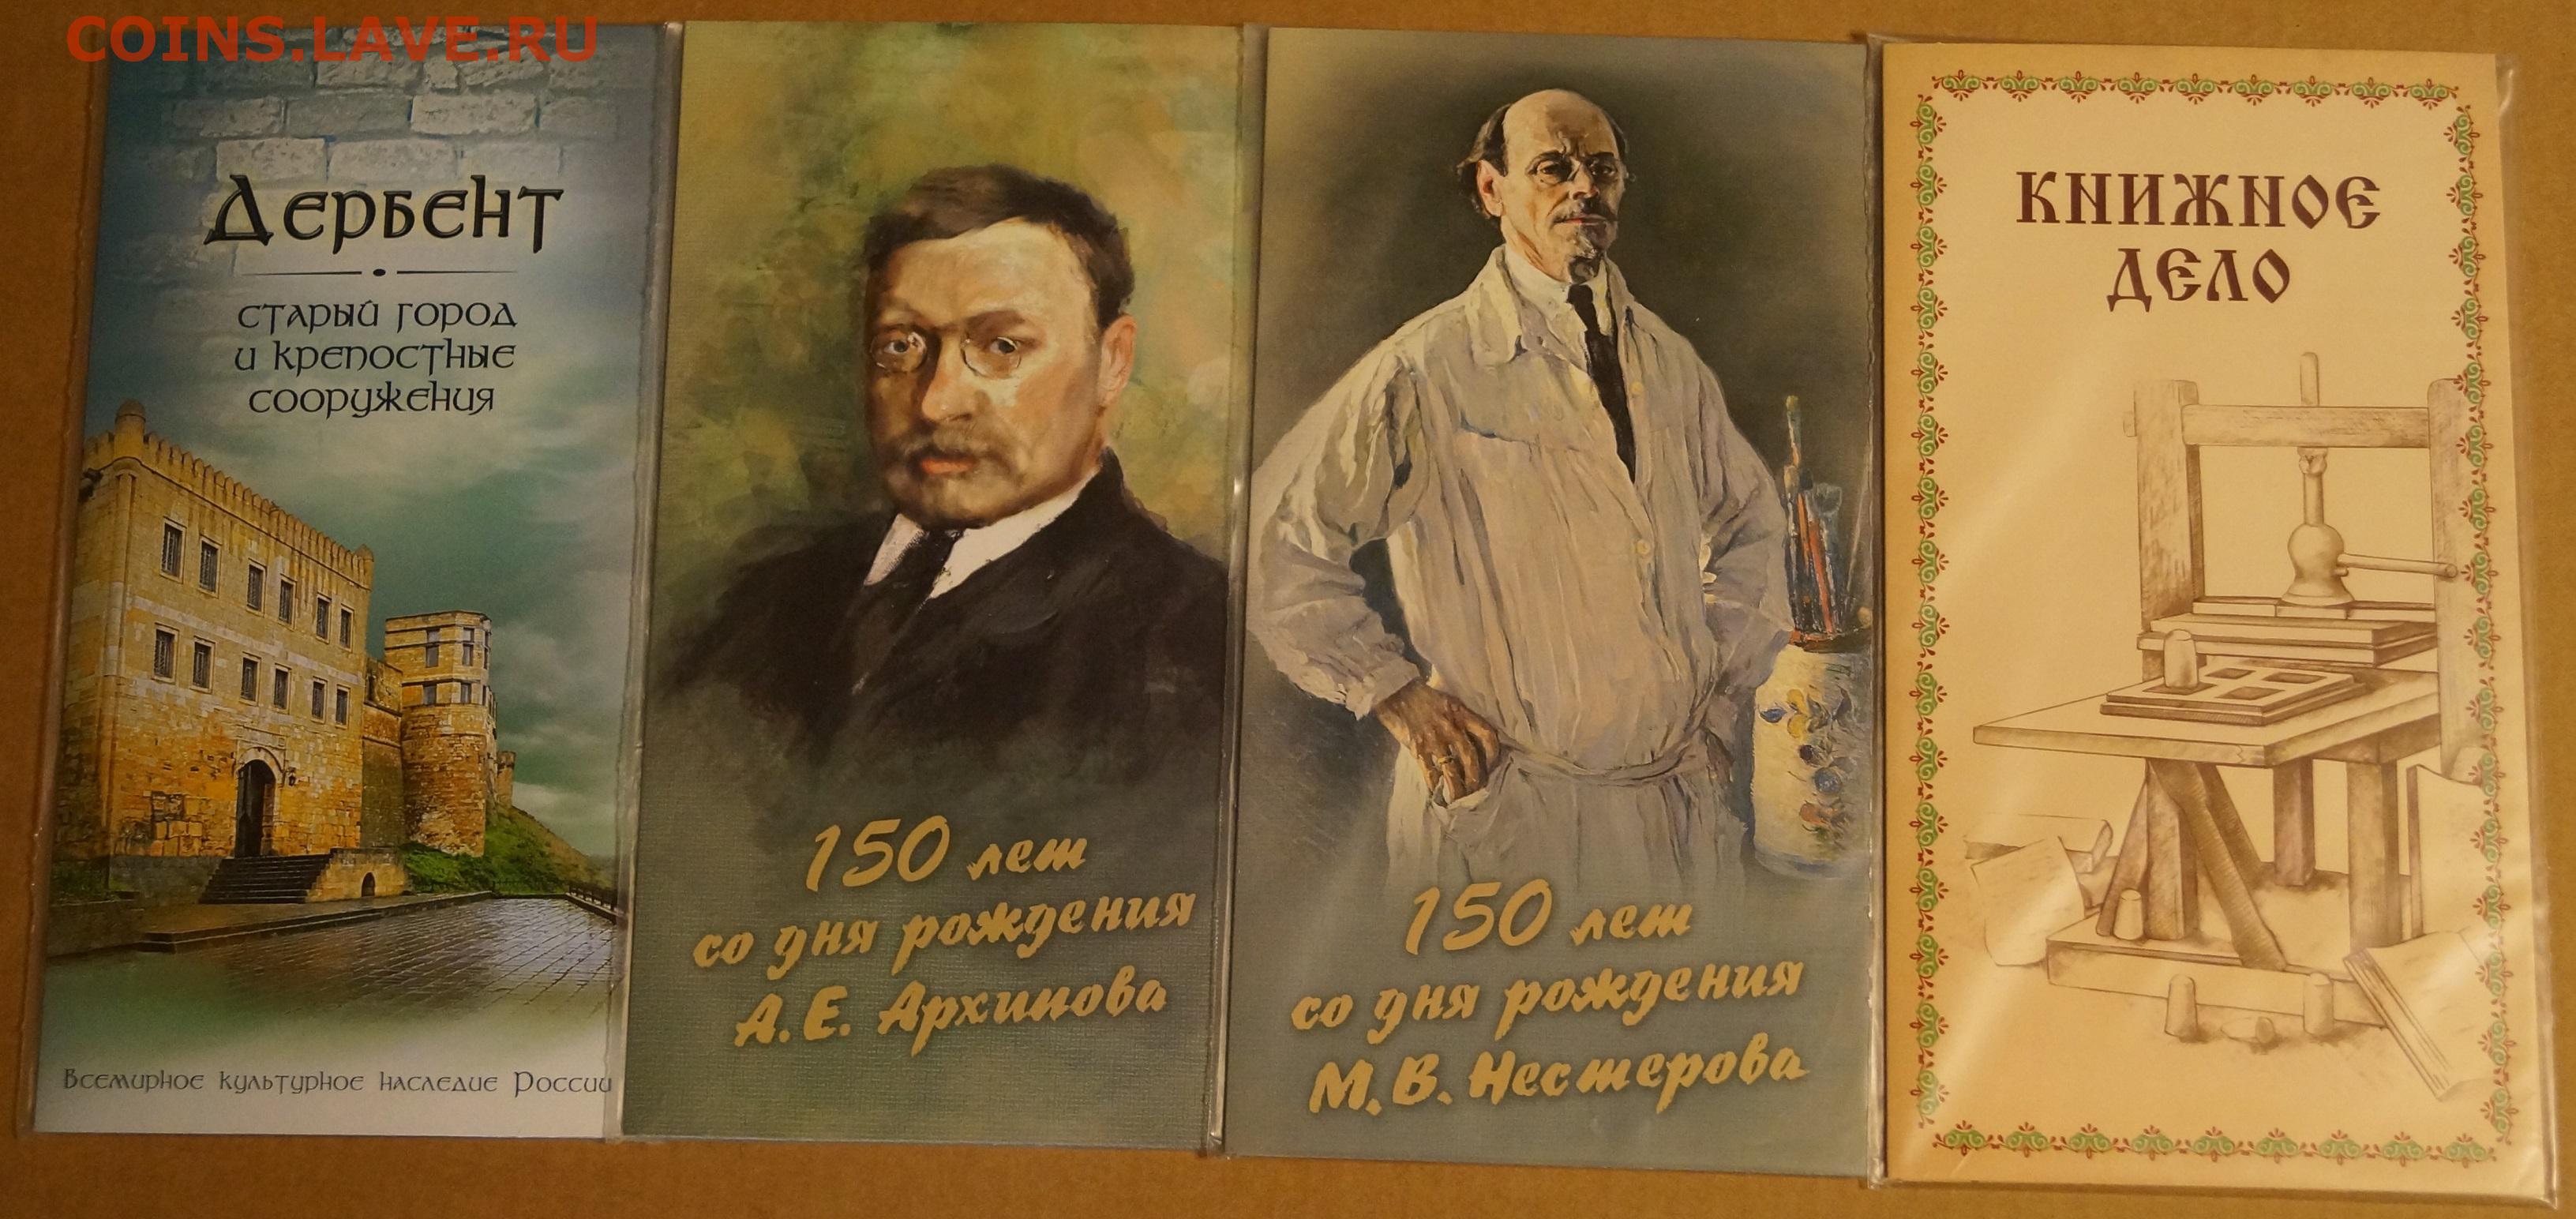 COINS.LAVE.RU
Дербент
старый город
и крепостные
сооружения
Всемирное культурное наследие России
150 лет
со дня рождения
А.Е. Архипова
150 лет
со дня рождения
М.В. Нестерова
КНИЖНОЕ
ДЕЛО